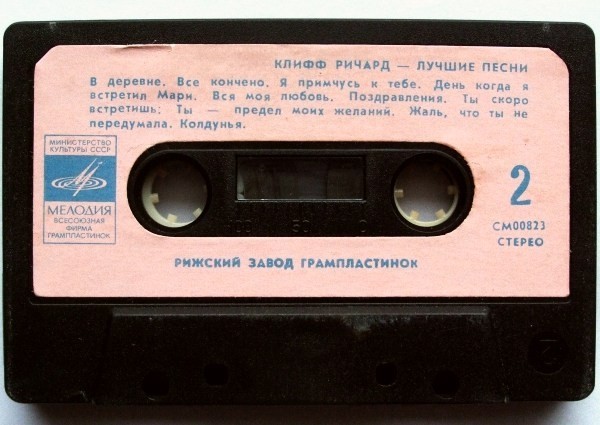 КЛИФФ РИЧАРД — ЛУЧШИЕ ПЕСНИ
В деревне. Все кончено. Я примчусь к тебе. День когда я
встретил Мари. Вся моя любовь. Поздравления. Ты скоро
встретишь; Ты — предел моих желаний. Жаль, что ты не
передумала. Колдунья.
МИНИСТЕРСТВО
КУЛЬТУРЫ СССР
МЕЛОДИЯ
ВСЕСОЮЗНАЯ
ФИРМА
ГРАМПЛАСТИНОК
2
СМ00823
СТЕРЕО
РИЖСКИЙ ЗАВОД ГРАМПЛАСТИНОК